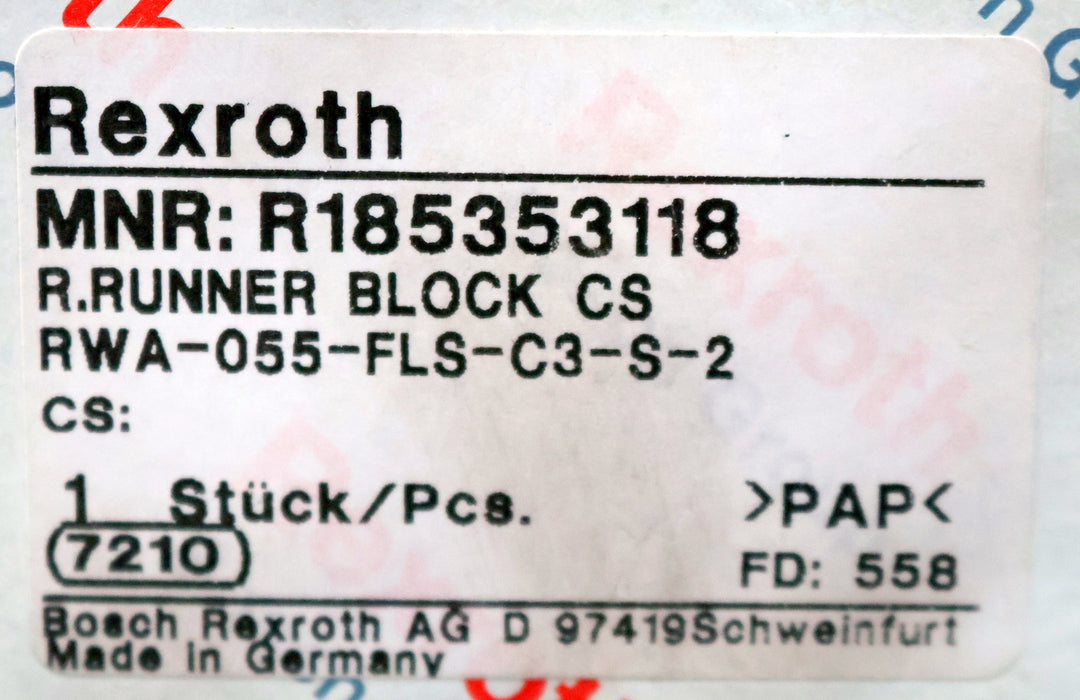 Rexroth
MNR: R185353118
R.RUNNER BLOCK CS
RWA-055-FLS-C3-S-2
CS:
1 Stück/Pcs. >PAP<
7210 FD: 558
Bosch Rexroth AG D 97419Schweinfurt
Made in Germany